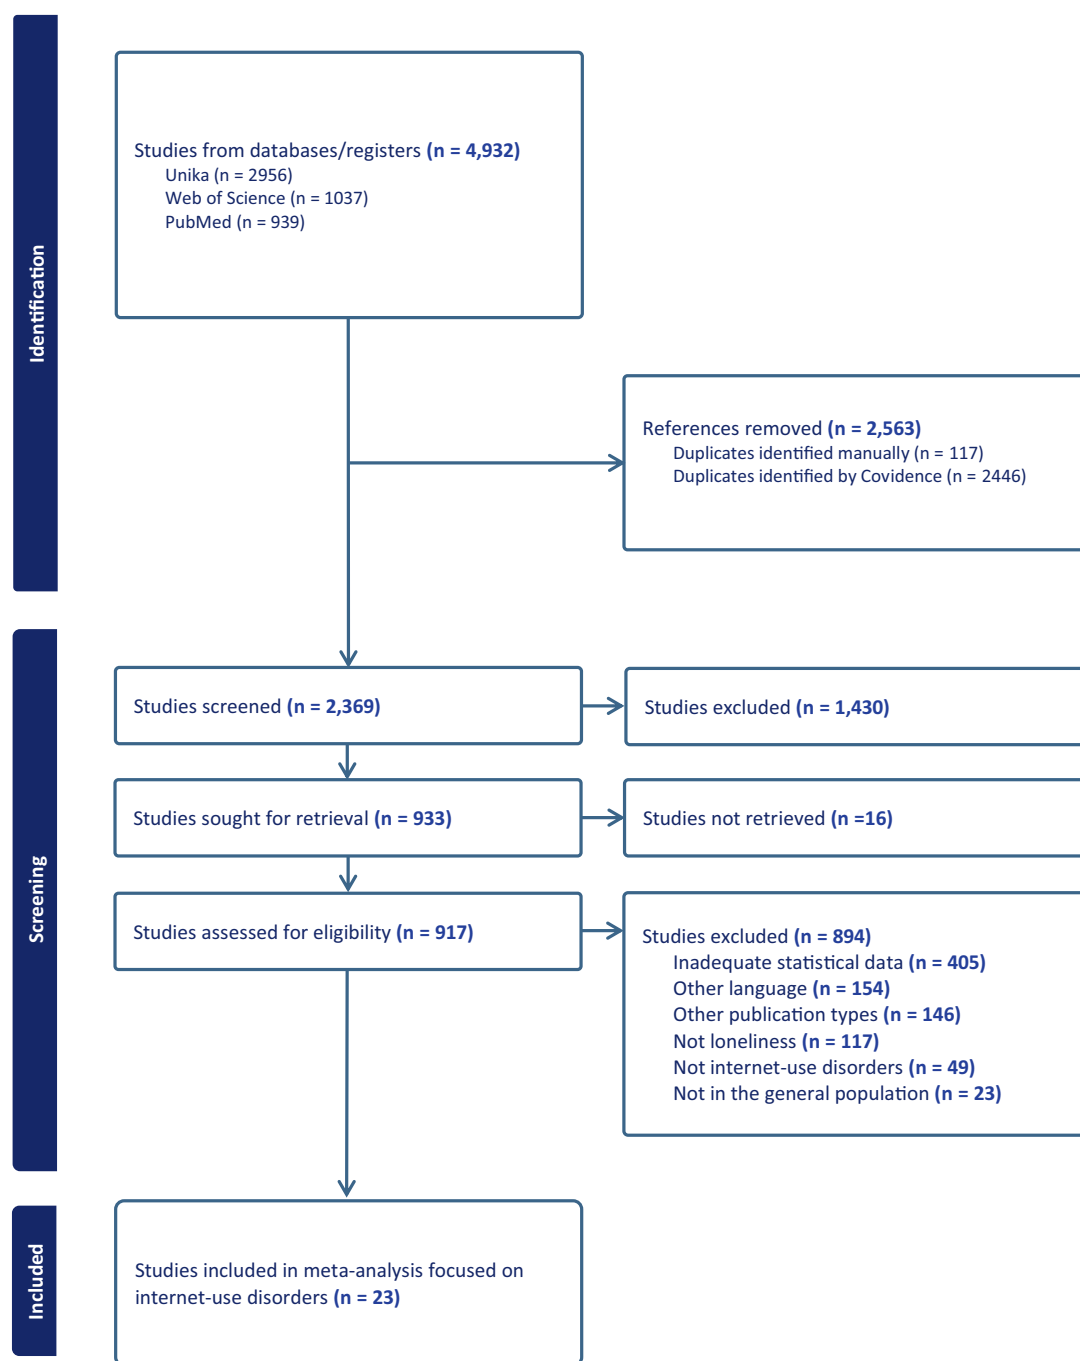 Identification
Studies from databases/registers (n = 4,932)
Unika (n = 2956)
Web of Science (n = 1037)
PubMed (n = 939)
References removed (n = 2,563)
Duplicates identified manually (n = 117)
Duplicates identified by Covidence (n = 2446)
Screening
Studies screened (n = 2,369)
Studies excluded (n = 1,430)
Studies sought for retrieval (n = 933)
Studies not retrieved (n =16)
Studies assessed for eligibility (n = 917)
Studies excluded (n = 894)
Inadequate statistical data (n = 405)
Other language (n = 154)
Other publication types (n = 146)
Not loneliness (n = 117)
Not internet-use disorders (n = 49)
Not in the general population (n = 23)
Included
Studies included in meta-analysis focused on
internet-use disorders (n = 23)